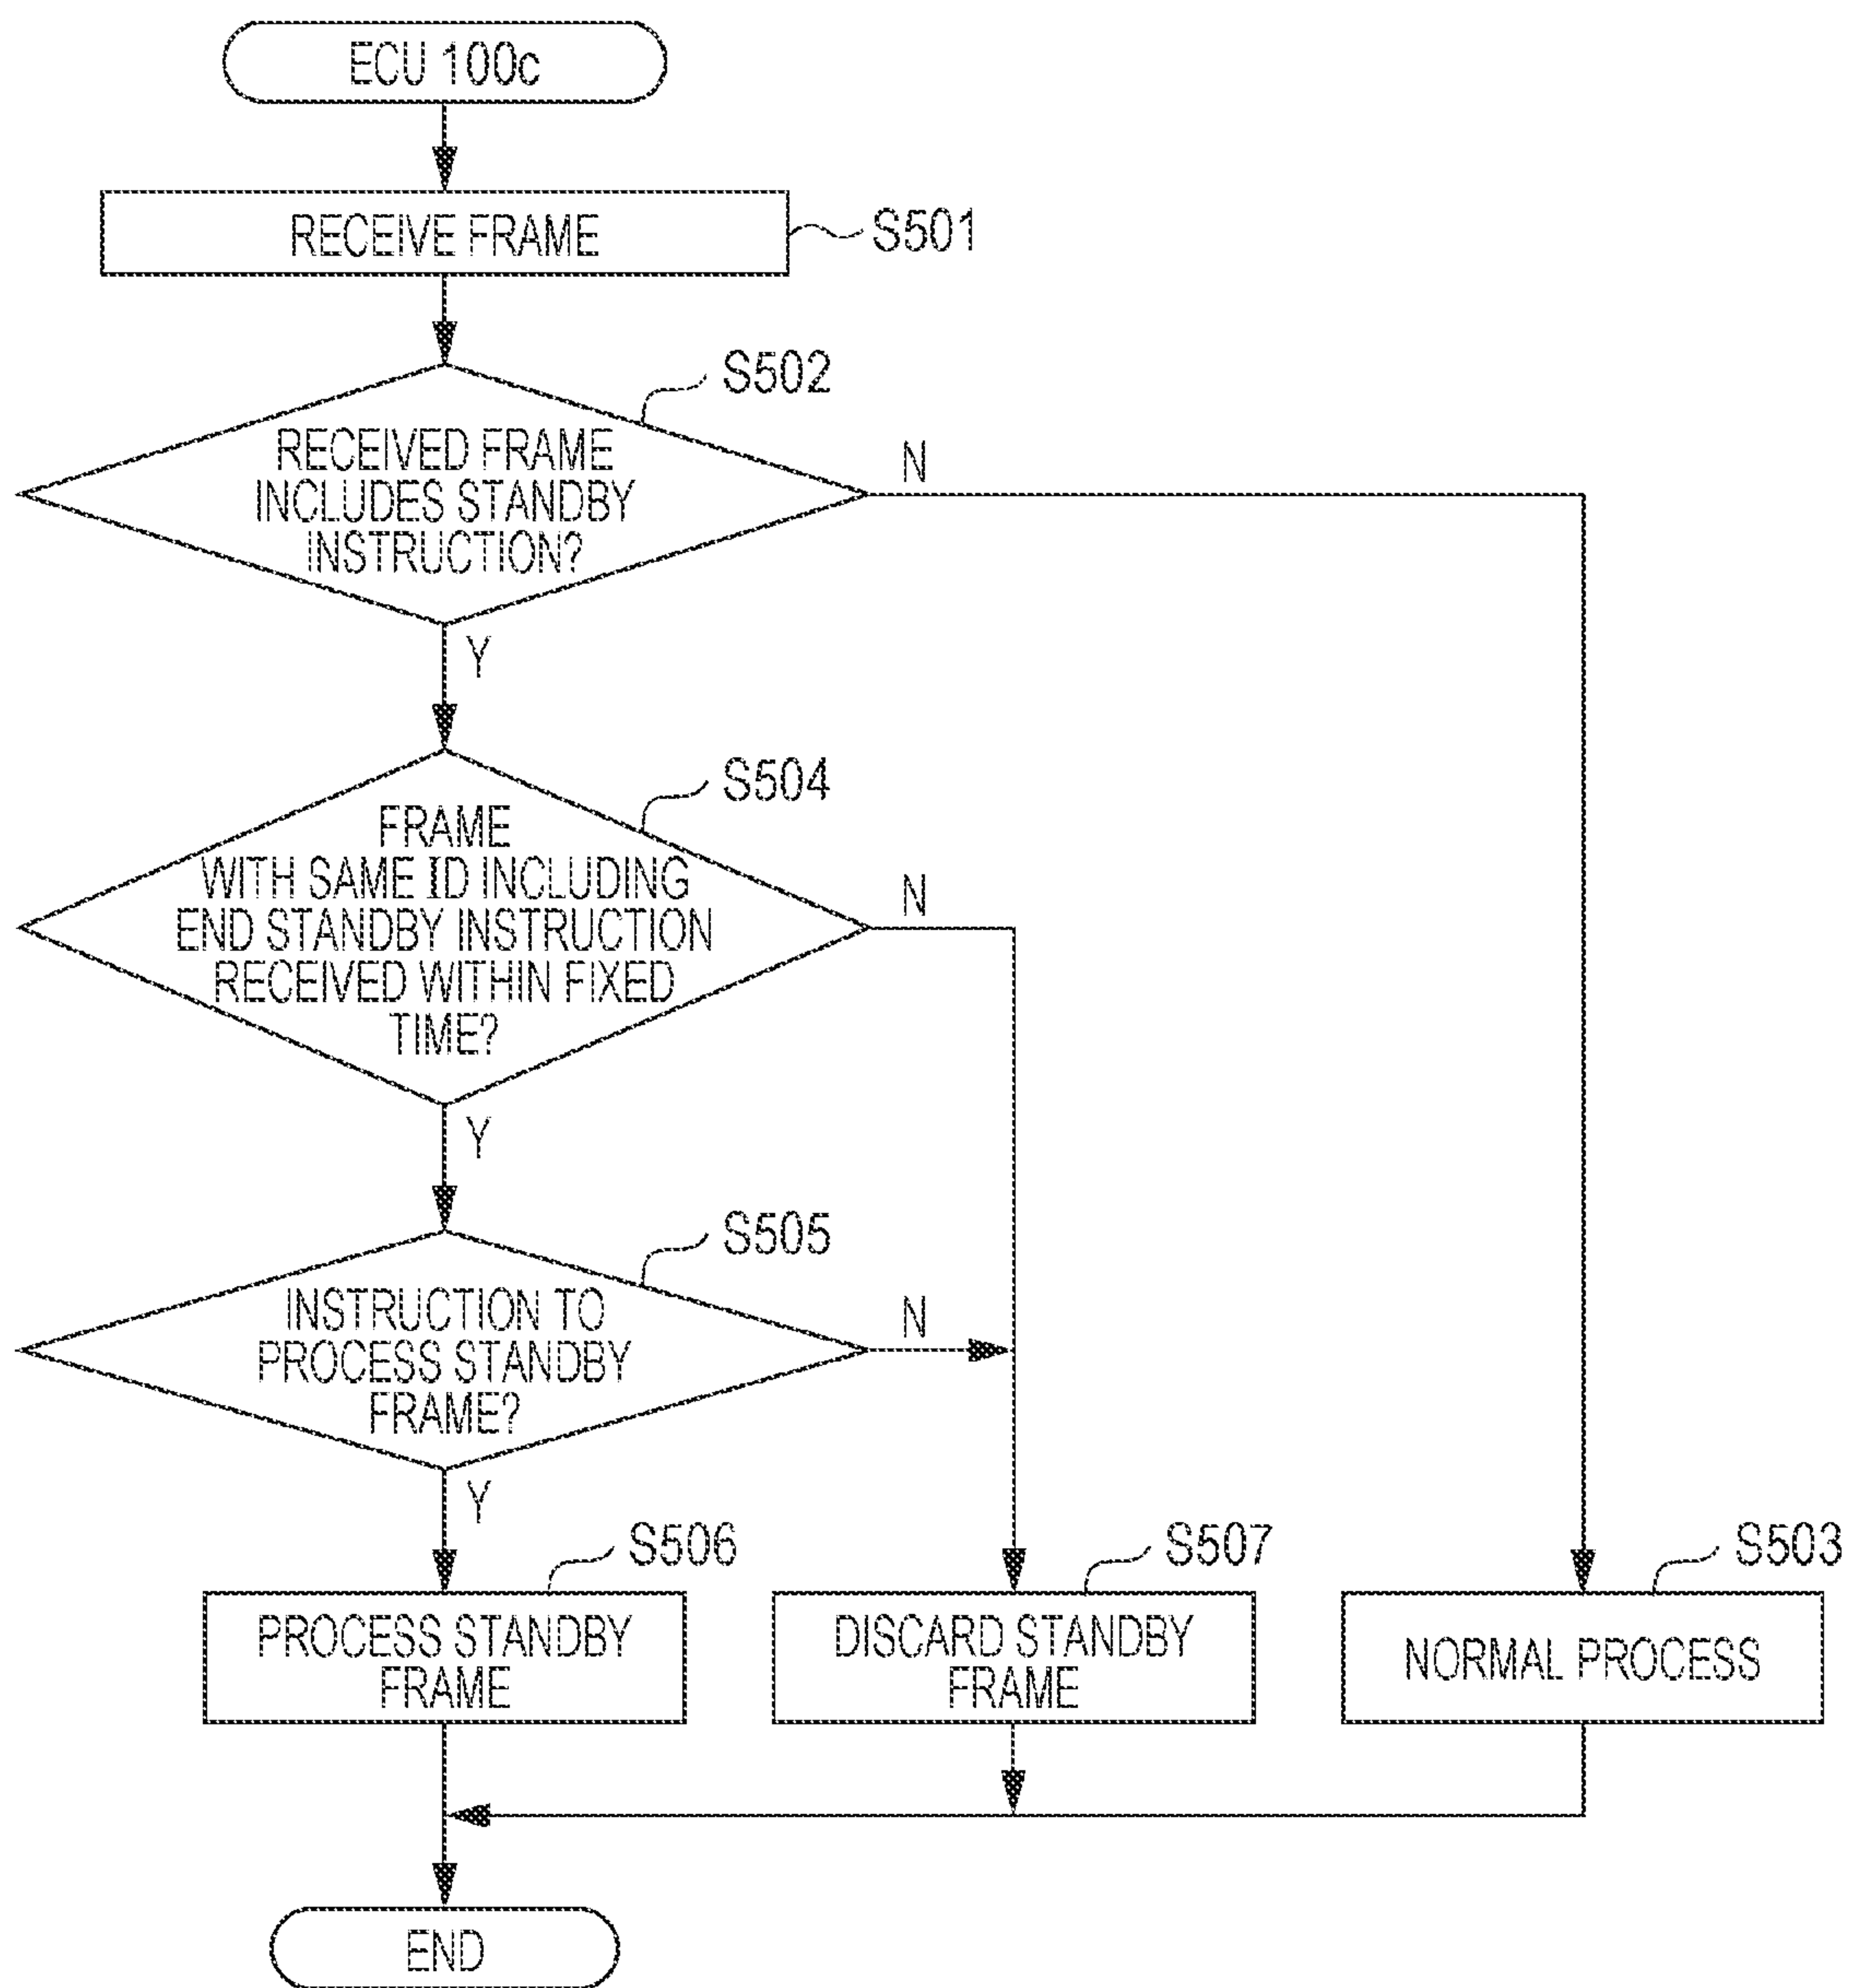 ECU 100c
RECEIVE FRAME
S501
S502
RECEIVED FRAME
INCLUDES STANDBY
INSTRUCTION?
N
Y
S504
FRAME
WITH SAME ID INCLUDING
END STANDBY INSTRUCTION
RECEIVED WITHIN FIXED
TIME?
N
Y
S505
INSTRUCTION TO
PROCESS STANDBY
FRAME?
N
Y
S506
PROCESS STANDBY
FRAME
S507
DISCARD STANDBY
FRAME
S503
NORMAL PROCESS
END